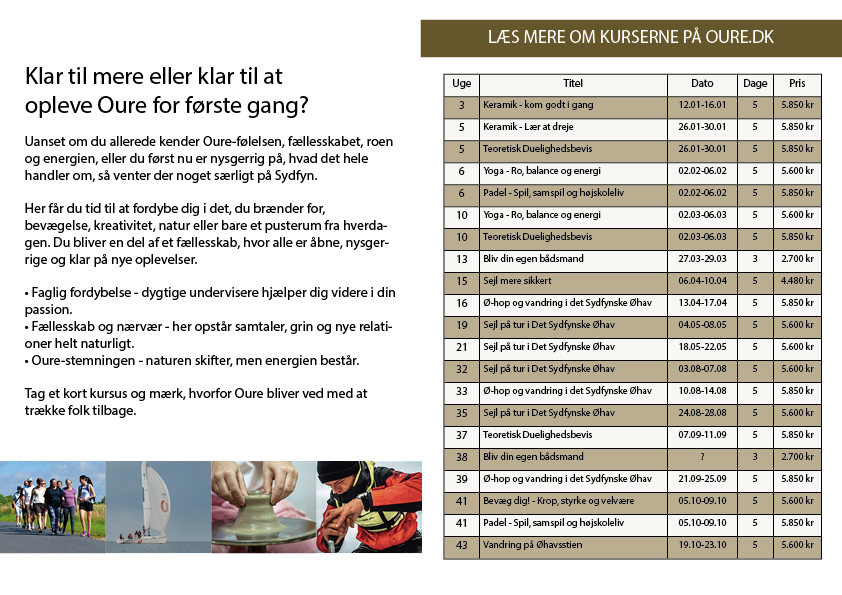 Klar til mere eller klar til at
opleve Oure for første gang?
Uanset om du allerede kender Oure-følelsen, fællesskabet, roen
og energien, eller du først nu er nysgerrig på, hvad det hele
handler om, så venter der noget særligt på Sydfyn.
Her får du tid til at fordybe dig i det, du brænder for,
bevægelse, kreativitet, natur eller bare et pusterum fra hverda-
gen. Du bliver en del af et fællesskab, hvor alle er åbne, nysger-
rige og klar på nye oplevelser.
• Faglig fordybelse - dygtige undervisere hjælper dig videre i din
passion.
• Fællesskab og nærvær - her opstår samtaler, grin og nye relati-
oner helt naturligt.
• Oure-stemningen - naturen skifter, men energien består.
Tag et kort kursus og mærk, hvorfor Oure bliver ved med at
trække folk tilbage.
LÆS MERE OM KURSERNE PÅ OURE.DK
Uge Titel Dato Dage Pris
3 Keramik - kom godt i gang 12.01-16.01 5 5.850 kr
5 Keramik - Lær at dreje 26.01-30.01 5 5.850 kr
5 Teoretisk Duelighedsbevis 26.01-30.01 5 5.850 kr
6 Yoga - Ro, balance og energi 02.02-06.02 5 5.600 kr
6 Padel - Spil, samspil og højskoleliv 02.02-06.02 5 5.850 kr
10 Yoga - Ro, balance og energi 02.03-06.03 5 5.600 kr
10 Teoretisk Duelighedsbevis 02.03-06.03 5 5.850 kr
13 Bliv din egen bådsmand 27.03-29.03 3 2.700 kr
15 Sejl mere sikkert 06.04-10.04 5 4.480 kr
16 Ø-hop og vandring i det Sydfynske Øhav 13.04-17.04 5 5.850 kr
19 Sejl på tur i Det Sydfynske Øhav 04.05-08.05 5 5.600 kr
21 Sejl på tur i Det Sydfynske Øhav 18.05-22.05 5 5.600 kr
32 Sejl på tur i Det Sydfynske Øhav 03.08-07.08 5 5.600 kr
33 Ø-hop og vandring i det Sydfynske Øhav 10.08-14.08 5 5.850 kr
35 Sejl på tur i Det Sydfynske Øhav 24.08-28.08 5 5.600 kr
37 Teoretisk Duelighedsbevis 07.09-11.09 5 5.850 kr
38 Bliv din egen bådsmand ? 3 2.700 kr
39 Ø-hop og vandring i det Sydfynske Øhav 21.09-25.09 5 5.850 kr
41 Bevæg dig! - Krop, styrke og velvære 05.10-09.10 5 5.600 kr
41 Padel - Spil, samspil og højskoleliv 05.10-09.10 5 5.850 kr
43 Vandring på Øhavsstien 19.10-23.10 5 5.600 kr